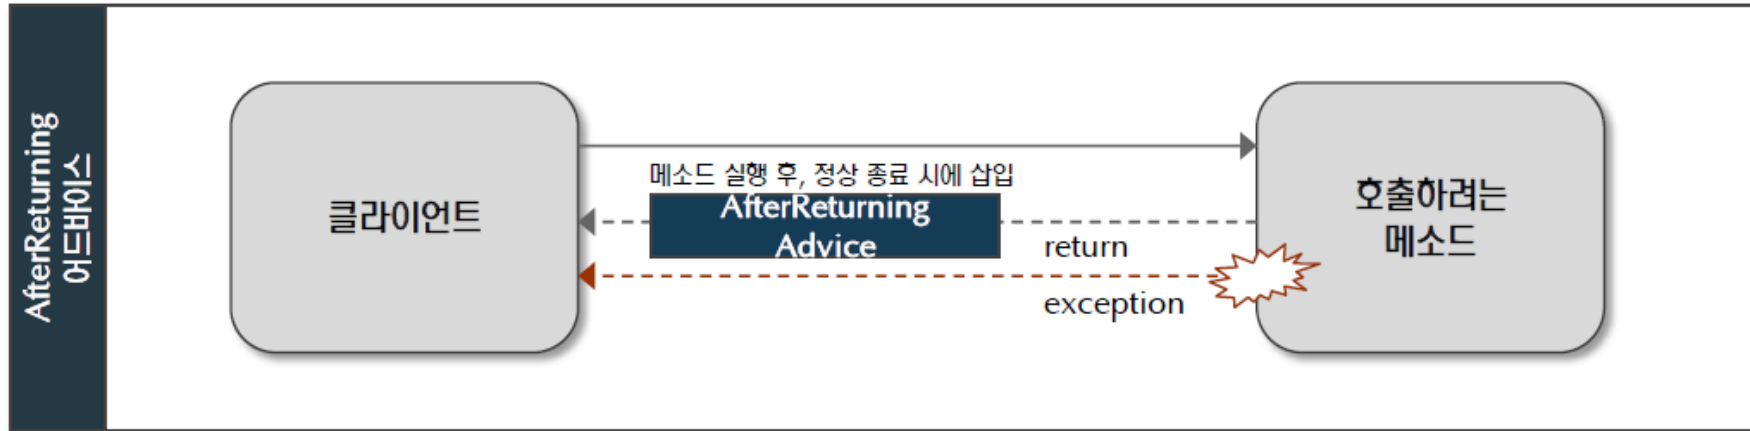 AfterReturning
어드바이스
클라이언트
메소드 실행 후, 정상 종료 시에 삽입
AfterReturning
Advice
return
exception
호출하려는
메소드